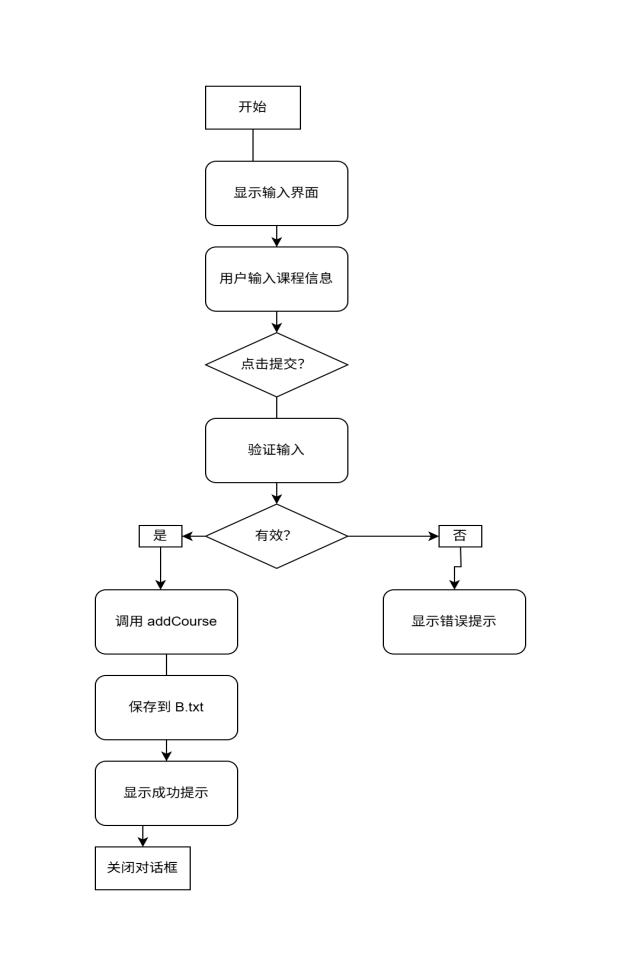 开始
显示输入界面
用户输入课程信息
点击提交？
验证输入
有效？
是
否
调用 addCourse
显示错误提示
保存到 B.txt
显示成功提示
关闭对话框